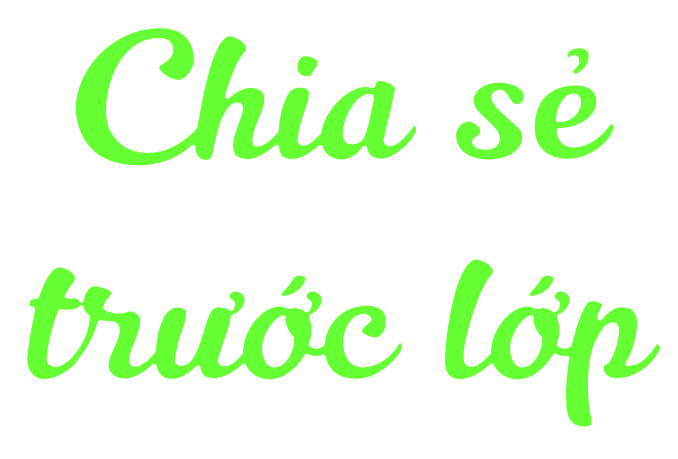 Chia sẻ
trước lớp